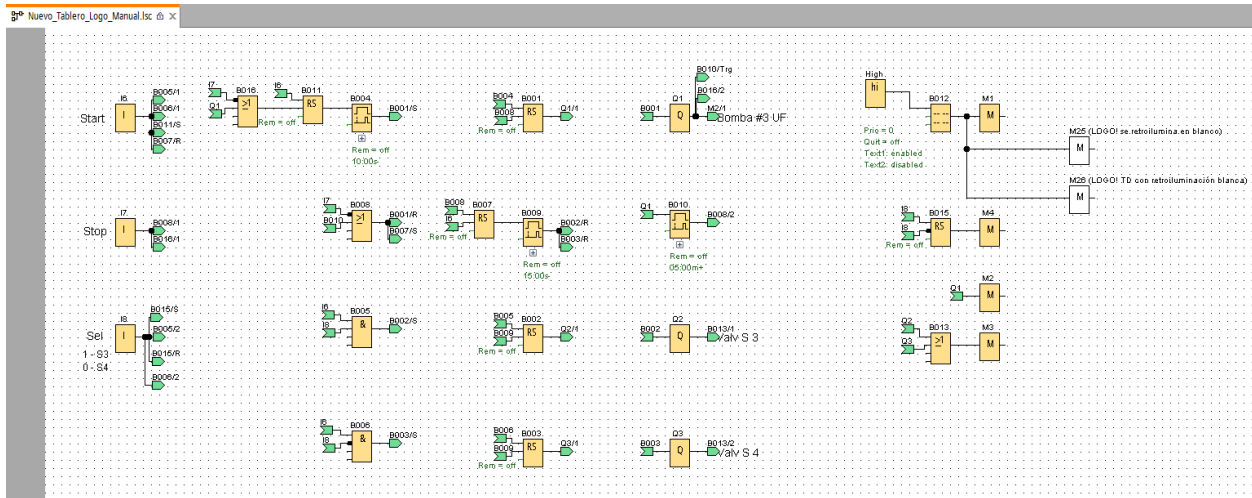 Nuevo_Tablero_Logo_Manual.lsc
Start
I6
I
B005/1
B006/1
B011/S
B007/R
I7
Q1
B016
≥1
I6
B011
RS
Rem = off
B004
B001/S
Rem = off
10:00s-
B004
B008
B001
RS
Rem = off
Q1/1
B001
Q1
Q
B010/Trg
B016/2
M2/1
Bomba #3 UF
High
hi
B012
Prio = 0
Quit = off
Text1: enabled
Text2: disabled
M1
M
M25 (LOGO! se retroilumina en blanco)
M
M26 (LOGO! TD con retroiluminación blanca)
M
Stop
I7
I
B008/1
B016/1
I7
B010
B008
≥1
B001/R
B007/S
B008
I6
B007
RS
Rem = off
B009
B002/R
B003/R
Rem = off
15:00s-
Q1
B010
B008/2
Rem = off
05:00m+
I8
I8
B015
RS
Rem = off
M4
M
Q1
M2
M
Sel
1 - S3
0 - S4
I8
I
B015/S
B005/2
B015/R
B006/2
I6
I8
B005
&
B002/S
B005
B009
B002
RS
Rem = off
Q2/1
B002
Q2
Q
B013/1
Valv S 3
Q2
Q3
B013
≥1
M3
M
I6
I8
B006
&
B003/S
B006
B009
B003
RS
Rem = off
Q3/1
B003
Q3
Q
B013/2
Valv S 4